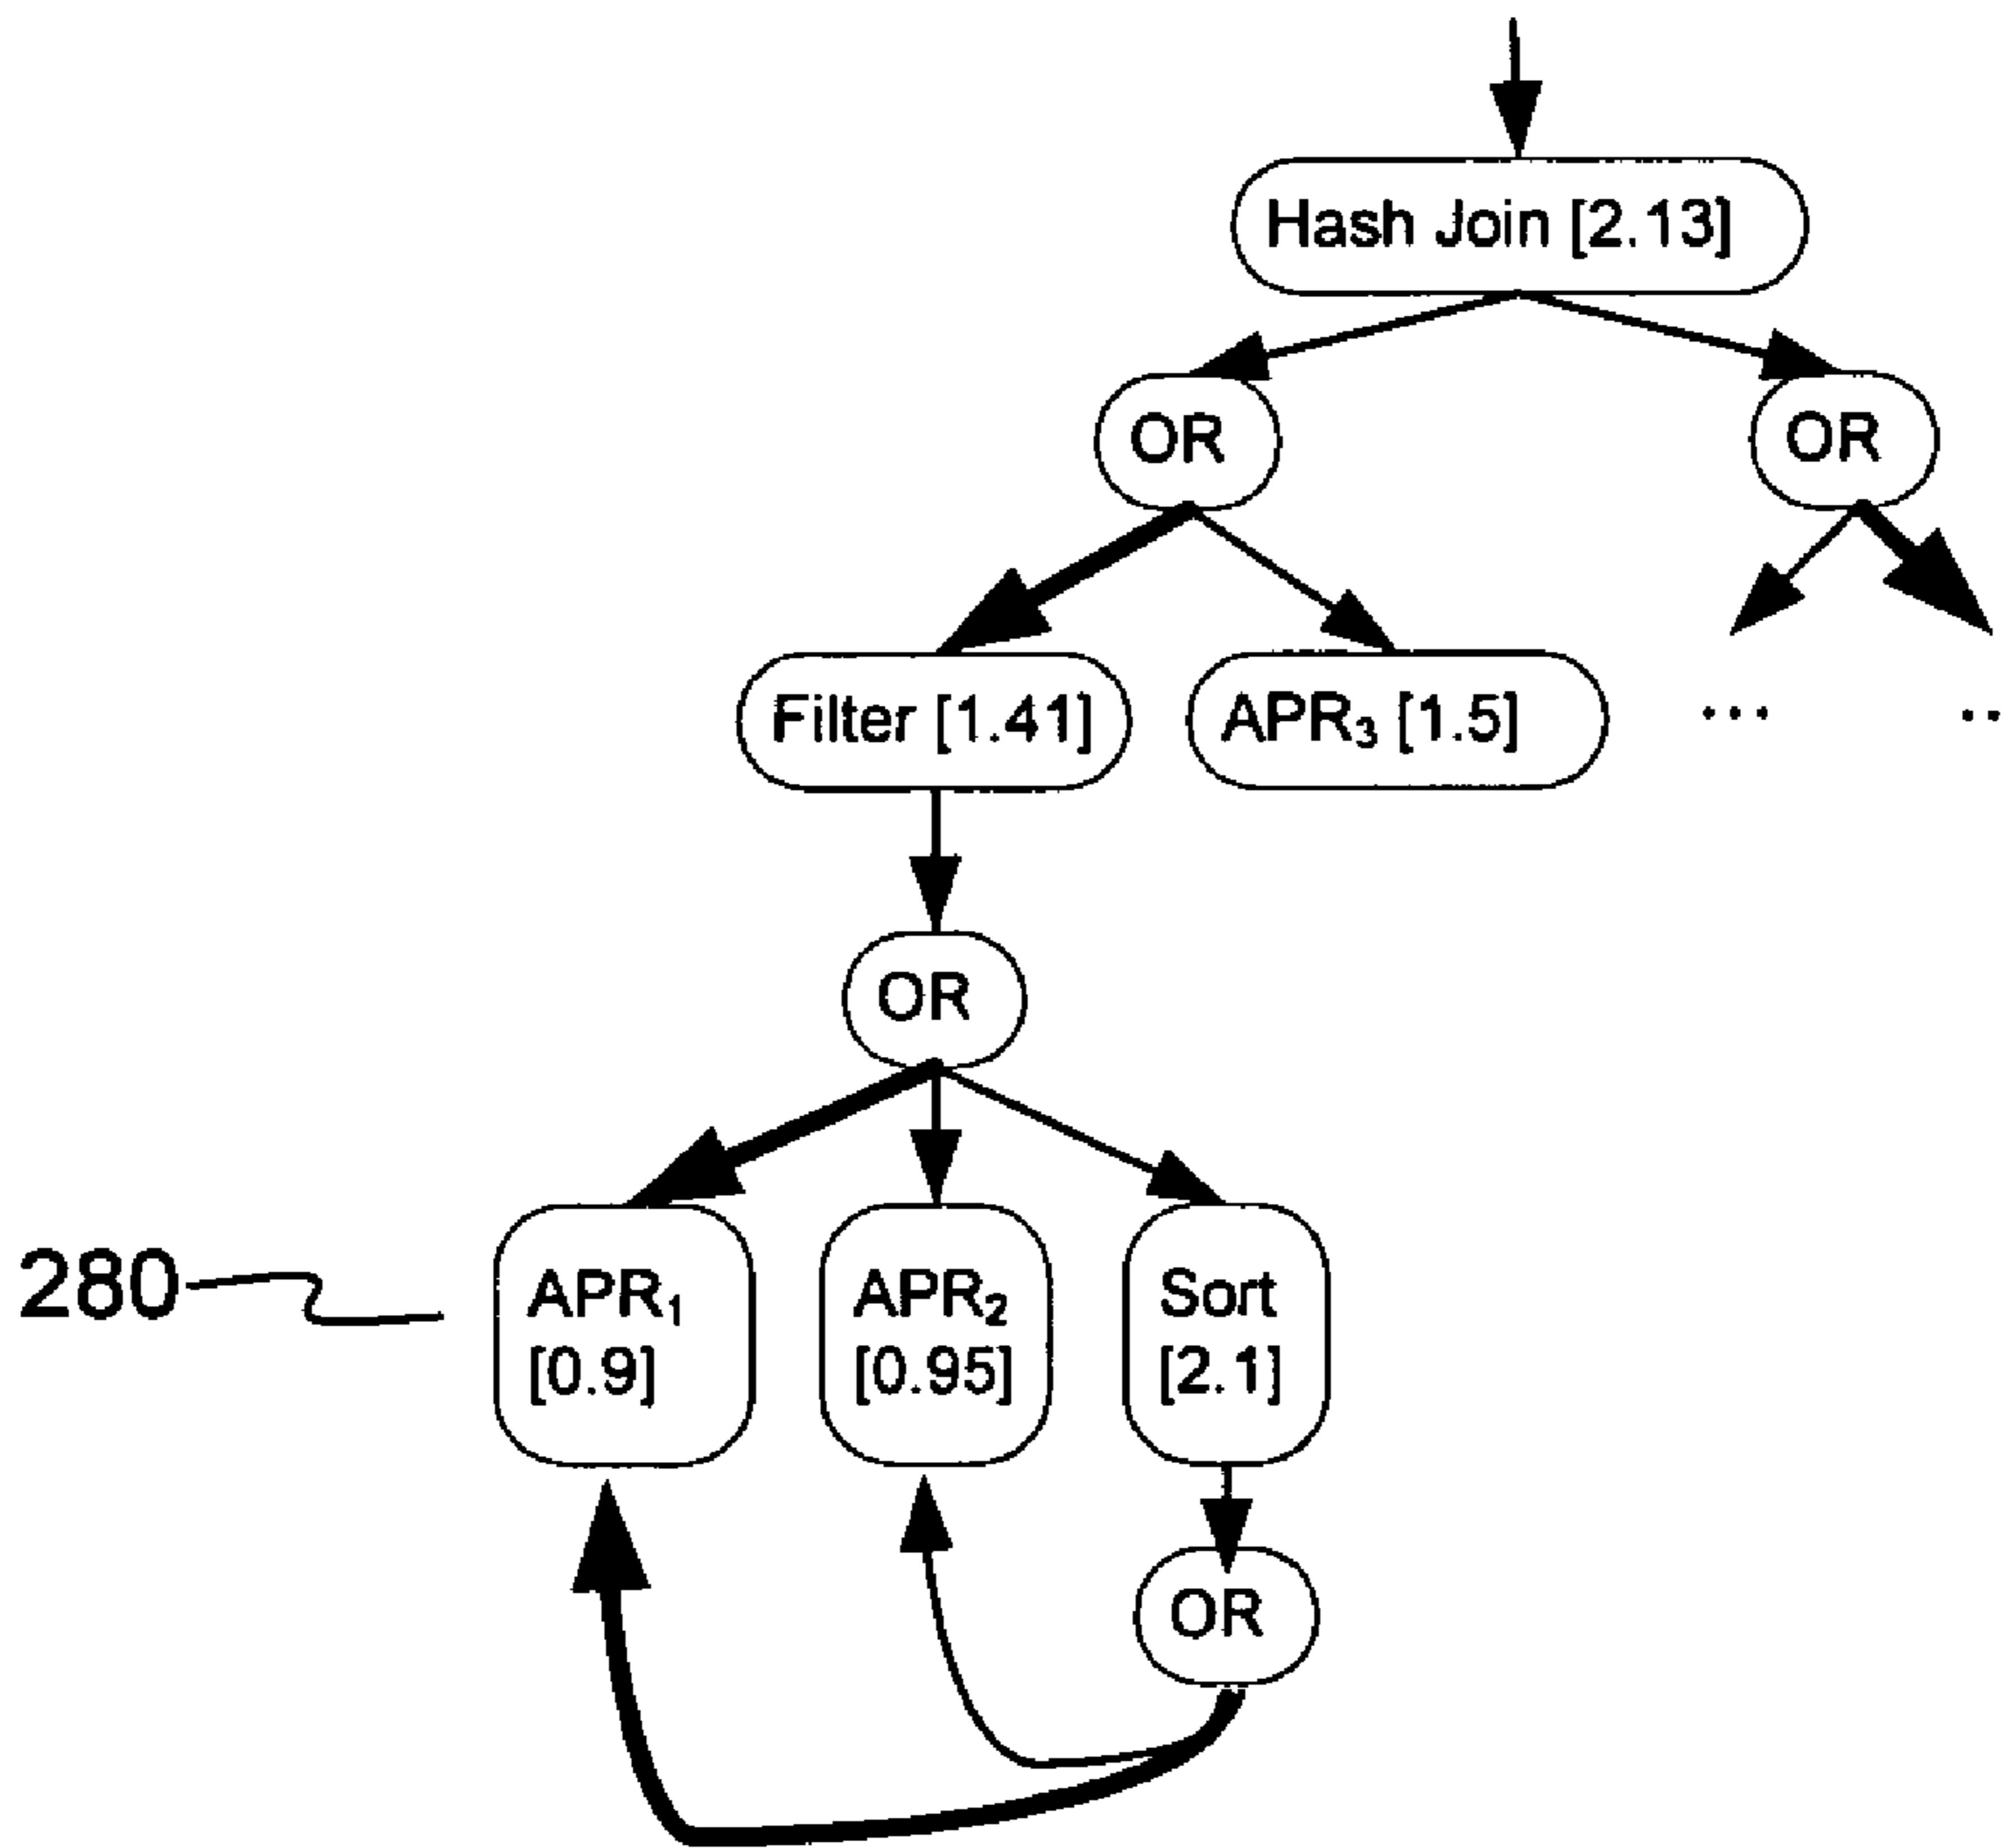 Hash Join [2.13]
OR
OR
Filter [1.41]
APR₃ [1.5]
...
..
OR
280
APR₁
[0.9]
APR₂
[0.95]
Sort
[2.1]
OR